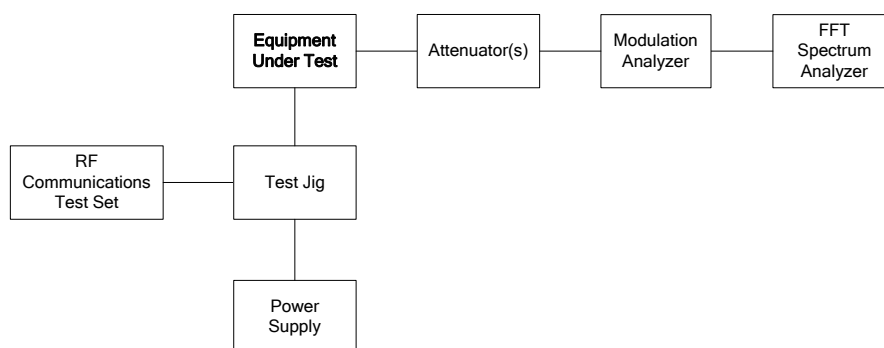 Equipment
Under Test
Attenuator(s)
Modulation
Analyzer
FFT
Spectrum
Analyzer
RF
Communications
Test Set
Test Jig
Power
Supply